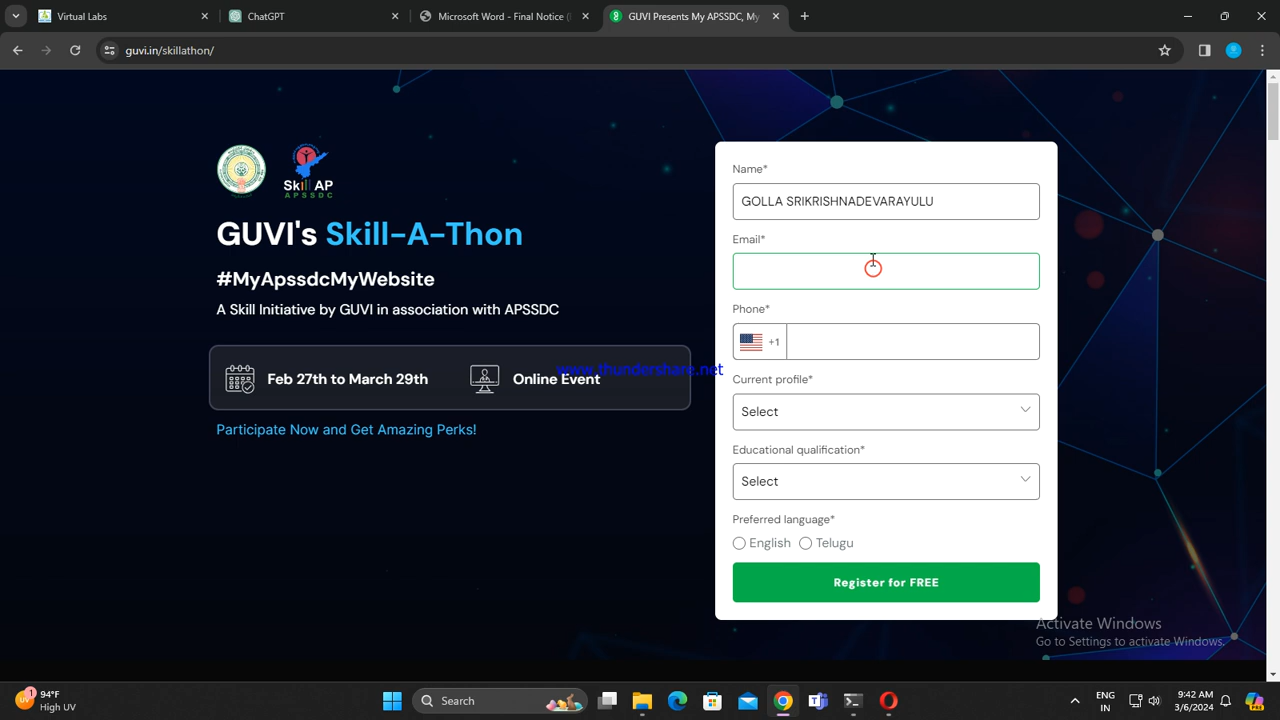 Virtual Labs
ChatGPT
Microsoft Word - Final Notice (
GUVI Presents My APSSDC, My
guvi.in/skillathon/
Skill AP
APSSDC
GUVI's Skill-A-Thon
#MyApssdcMyWebsite
A Skill Initiative by GUVI in association with APSSDC
Feb 27th to March 29th
Online Event
www.thundershare.net
Participate Now and Get Amazing Perks!
Name*
GOLLA SRIKRISHNADEVARAYULU
Email*
Phone*
+1
Current profile*
Select
Educational qualification*
Select
Preferred language*
English Telugu
Register for FREE
Activate Windows
Go to Settings to activate Windows.
1
94°F
High UV
Search
ENG
IN
9:42 AM
3/6/2024